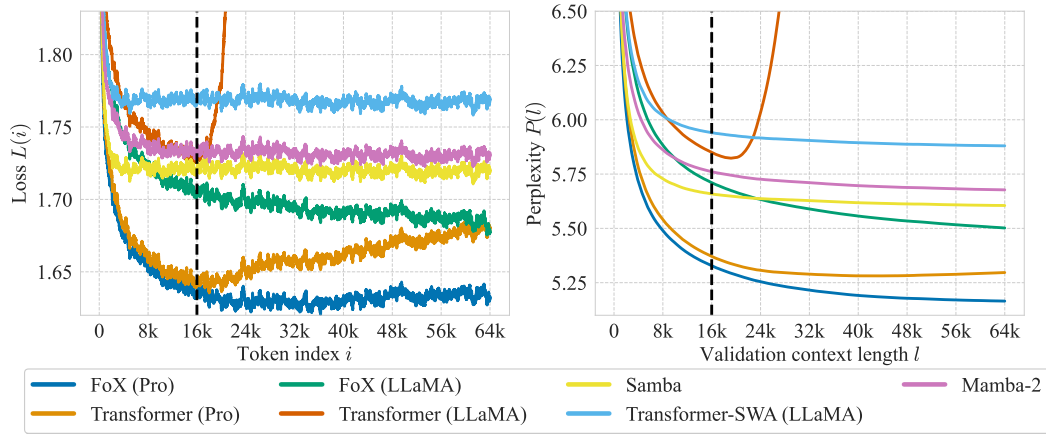 1.80
1.75
1.70
1.65
Loss L(i)
0 8k 16k 24k 32k 40k 48k 56k 64k
Token index i
6.50
6.25
6.00
5.75
5.50
5.25
Perplexity P(l)
0 8k 16k 24k 32k 40k 48k 56k 64k
Validation context length l
FoX (Pro) FoX (LLaMA) Samba Mamba-2
Transformer (Pro) Transformer (LLaMA) Transformer-SWA (LLaMA)